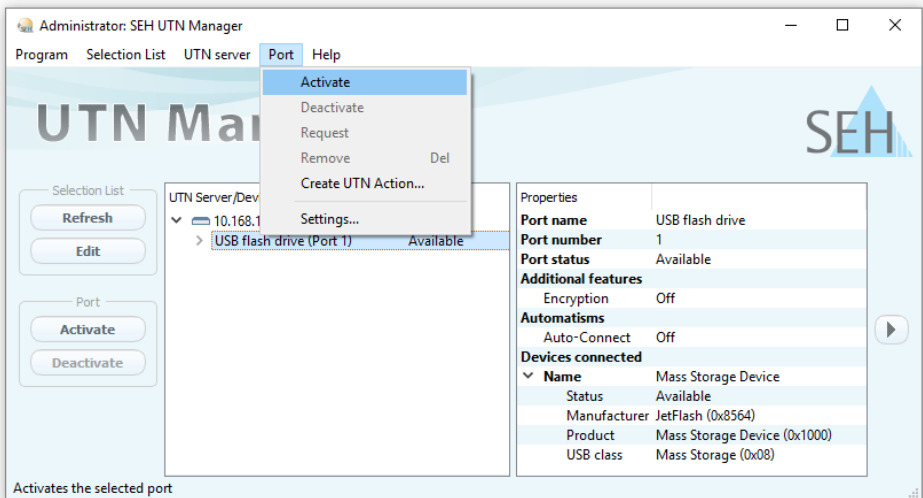 Administrator: SEH UTN Manager
Program Selection List UTN server Port Help
Activate
Deactivate
Request
Remove Del
Create UTN Action...
Settings...
UTN Mar
SEH
Selection List
Refresh
Edit
Port
Activate
Deactivate
UTN Server/Dev
10.168.1
USB flash drive (Port 1) Available
Properties
Port name USB flash drive
Port number 1
Port status Available
Additional features
Encryption Off
Automatisms
Auto-Connect Off
Devices connected
Name Mass Storage Device
Status Available
Manufacturer JetFlash (0x8564)
Product Mass Storage Device (0x1000)
USB class Mass Storage (0x08)
Activates the selected port